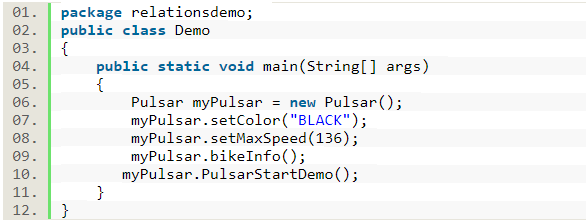 01. package relationsdemo;
02. public class Demo
03. {
04.     public static void main(String[] args)
05.     {
06.         Pulsar myPulsar = new Pulsar();
07.         myPulsar.setColor("BLACK");
08.         myPulsar.setMaxSpeed(136);
09.         myPulsar.bikeInfo();
10.        myPulsar.PulsarStartDemo();
11.     }
12. }